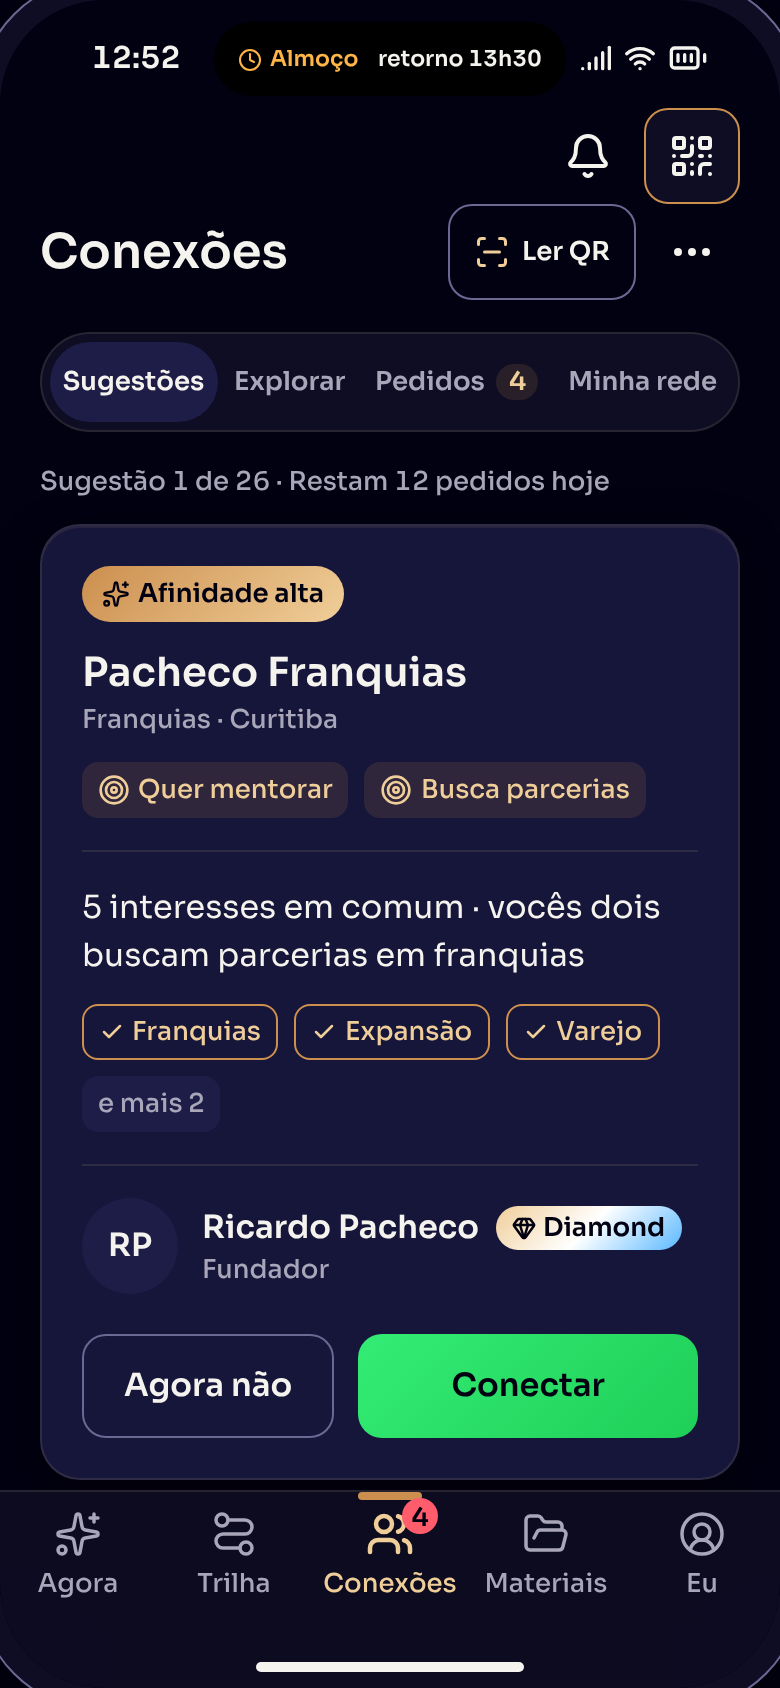 12:52
Almoço retorno 13h30
Conexões
Ler QR
Sugestões Explorar Pedidos 4 Minha rede
Sugestão 1 de 26 · Restam 12 pedidos hoje
Afinidade alta
Pacheco Franquias
Franquias · Curitiba
Quer mentorar Busca parcerias
5 interesses em comum · vocês dois
buscam parcerias em franquias
Franquias Expansão Varejo
e mais 2
RP
Ricardo Pacheco Diamond
Fundador
Agora não Conectar
4
Agora Trilha Conexões Materiais Eu